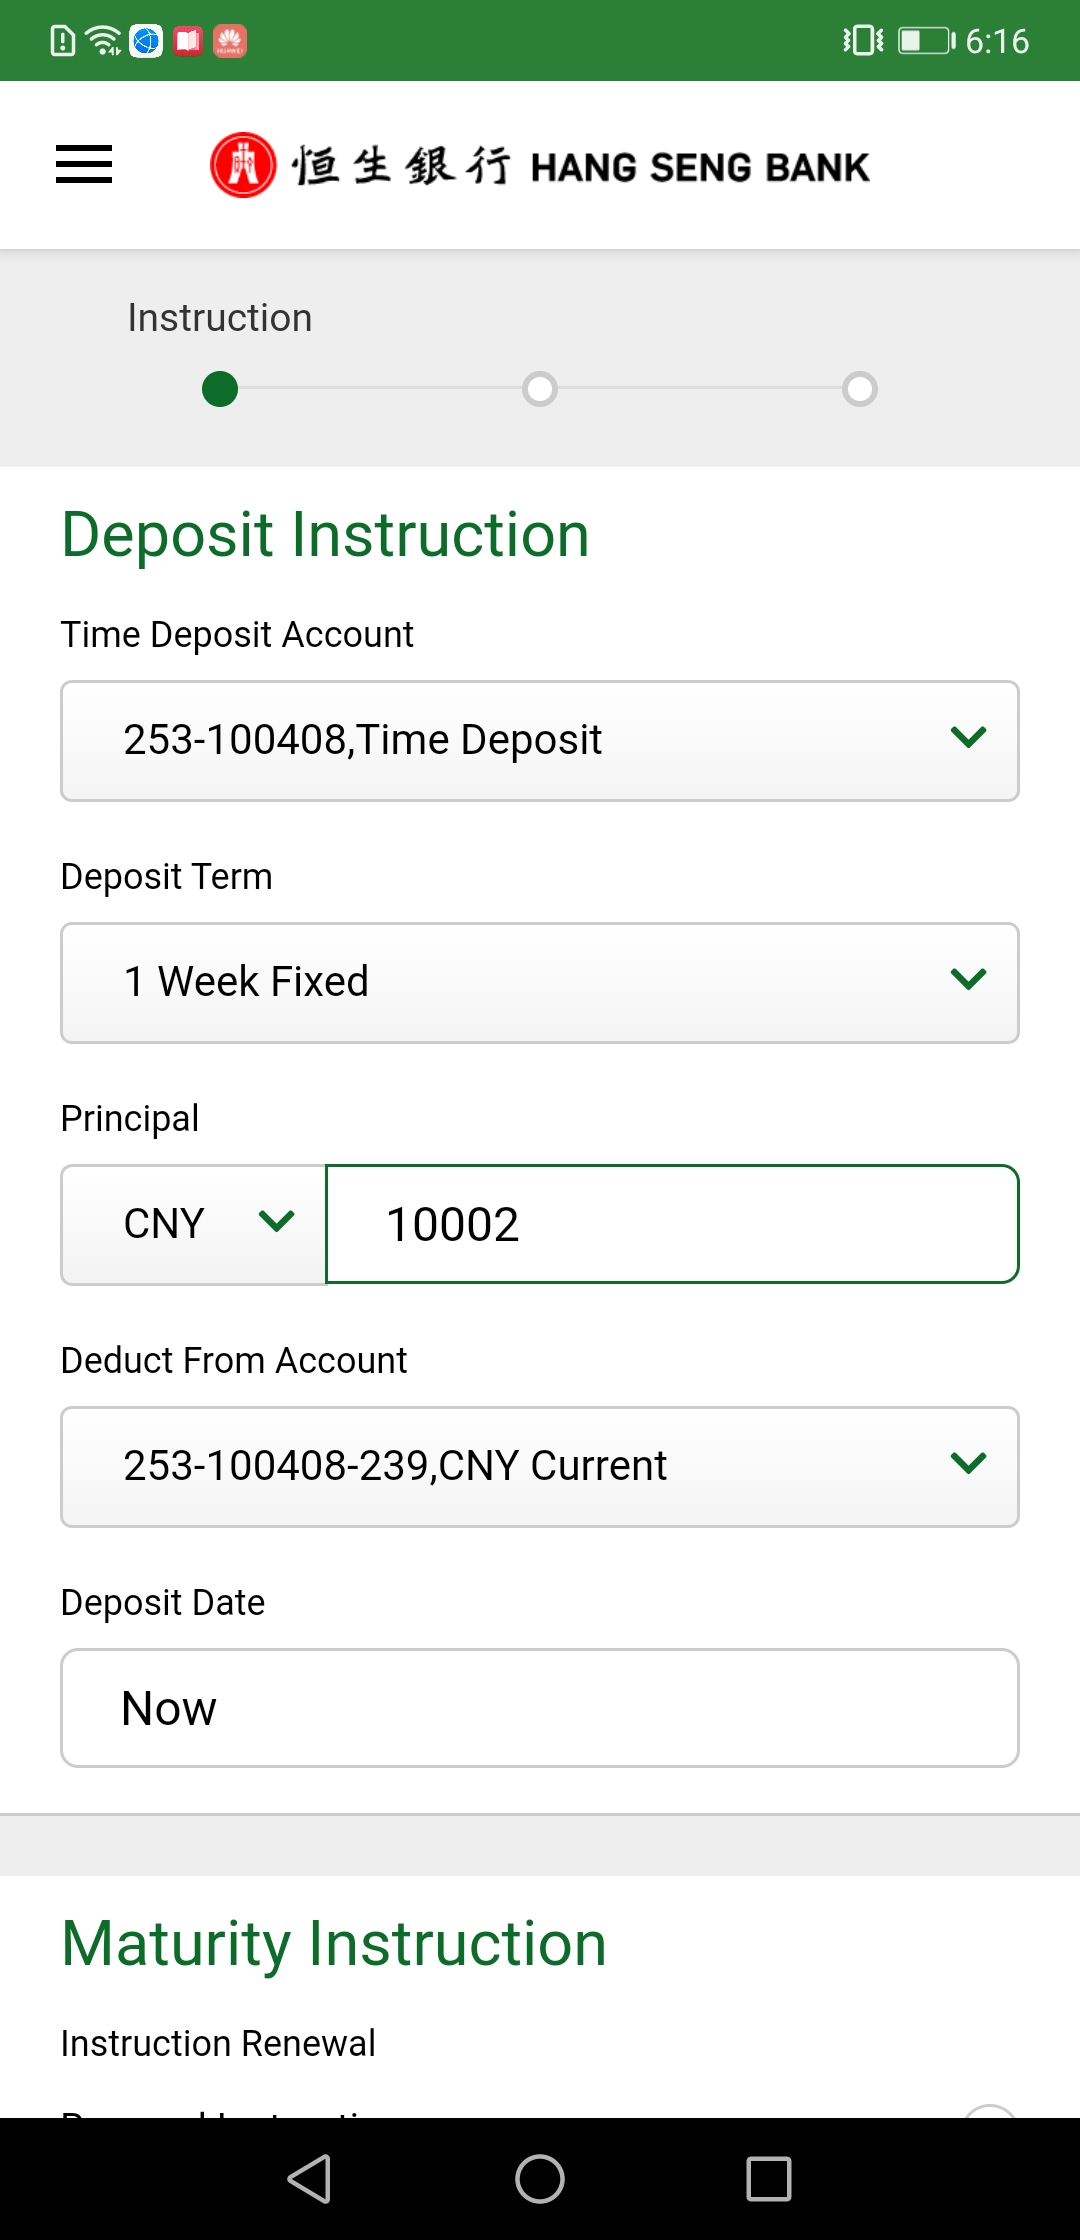 6:16
恒生銀行 HANG SENG BANK
Instruction
Deposit Instruction
Time Deposit Account
253-100408,Time Deposit
Deposit Term
1 Week Fixed
Principal
CNY 10002
Deduct From Account
253-100408-239,CNY Current
Deposit Date
Now
Maturity Instruction
Instruction Renewal